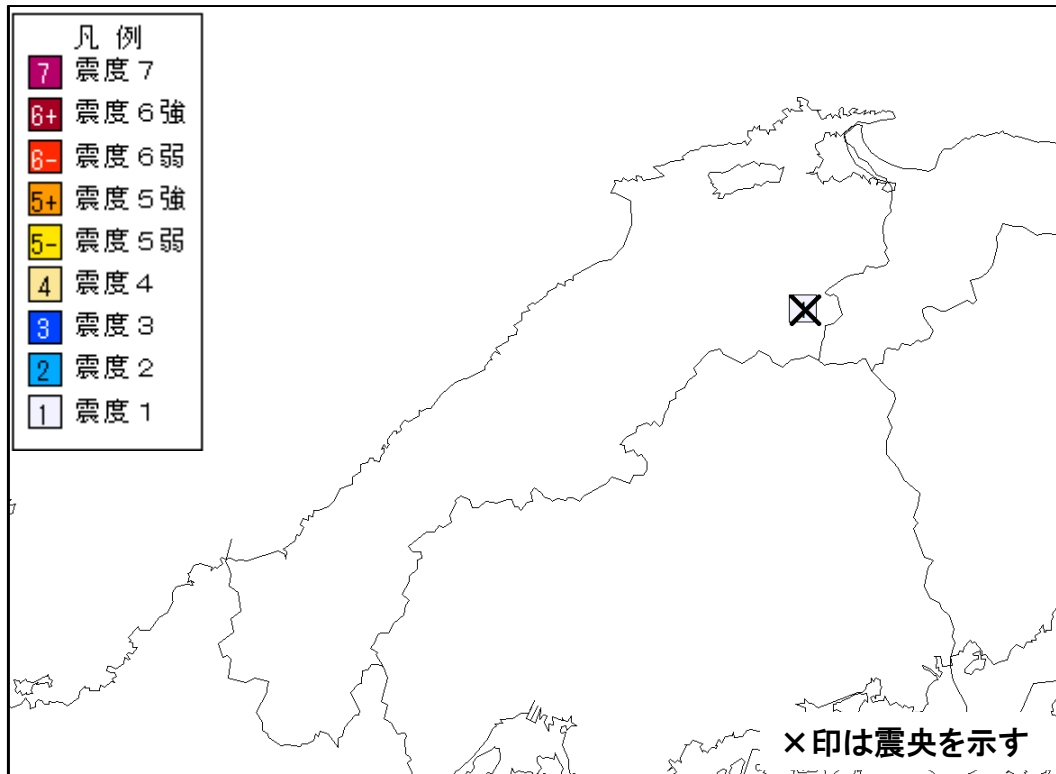 凡 例
7 震度７
6+ 震度６強
6- 震度６弱
5+ 震度５強
5- 震度５弱
4 震度４
3 震度３
2 震度２
1 震度１
×印は震央を示す